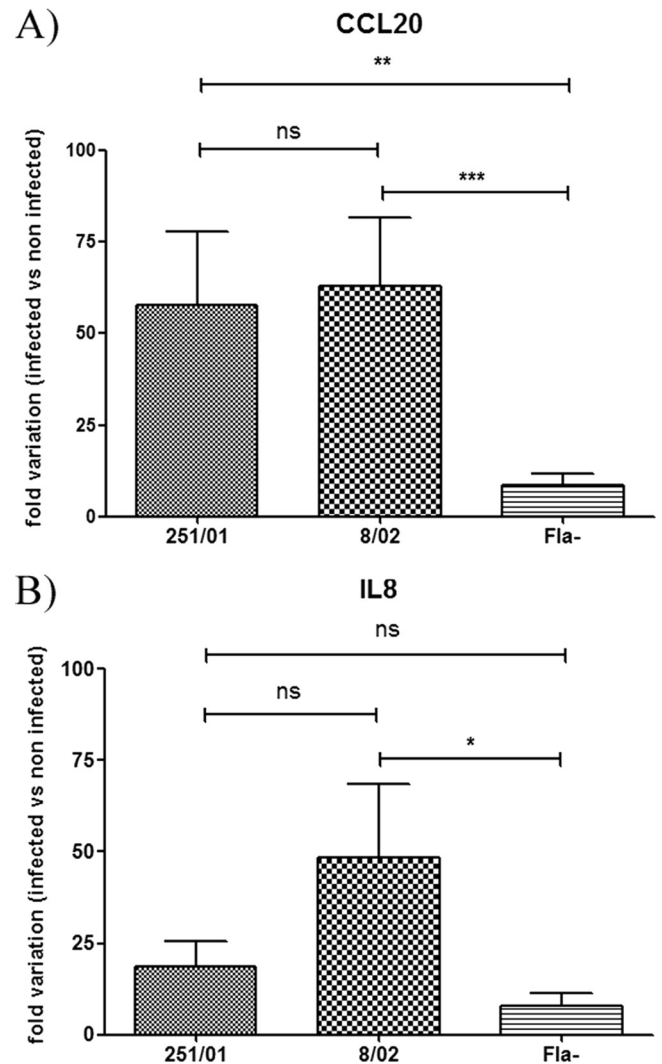 A)
CCL20
**
ns
***
fold variation (infected vs non infected)
100
75
50
25
0
251/01
8/02
Fla-
B)
IL8
ns
ns
*
fold variation (infected vs non infected)
100
75
50
25
0
251/01
8/02
Fla-